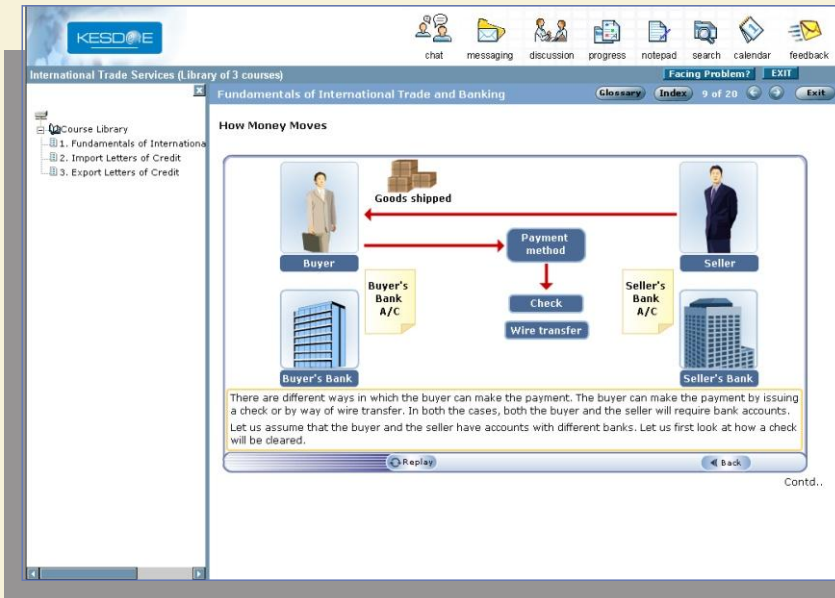 KESD@E
chat messaging discussion progress notepad search calendar feedback
International Trade Services (Library of 3 courses)
Facing Problem? EXIT
Fundamentals of International Trade and Banking
Glossary Index 9 of 20 Exit
Course Library
1. Fundamentals of Internationa
2. Import Letters of Credit
3. Export Letters of Credit
How Money Moves
Goods shipped
Payment
method
Buyer
Seller
Buyer's
Bank
A/C
Check
Wire transfer
Seller's
Bank
A/C
Buyer's Bank
Seller's Bank
There are different ways in which the buyer can make the payment. The buyer can make the payment by issuing
a check or by way of wire transfer. In both the cases, both the buyer and the seller will require bank accounts.
Let us assume that the buyer and the seller have accounts with different banks. Let us first look at how a check
will be cleared.
Replay
Back
Contd..